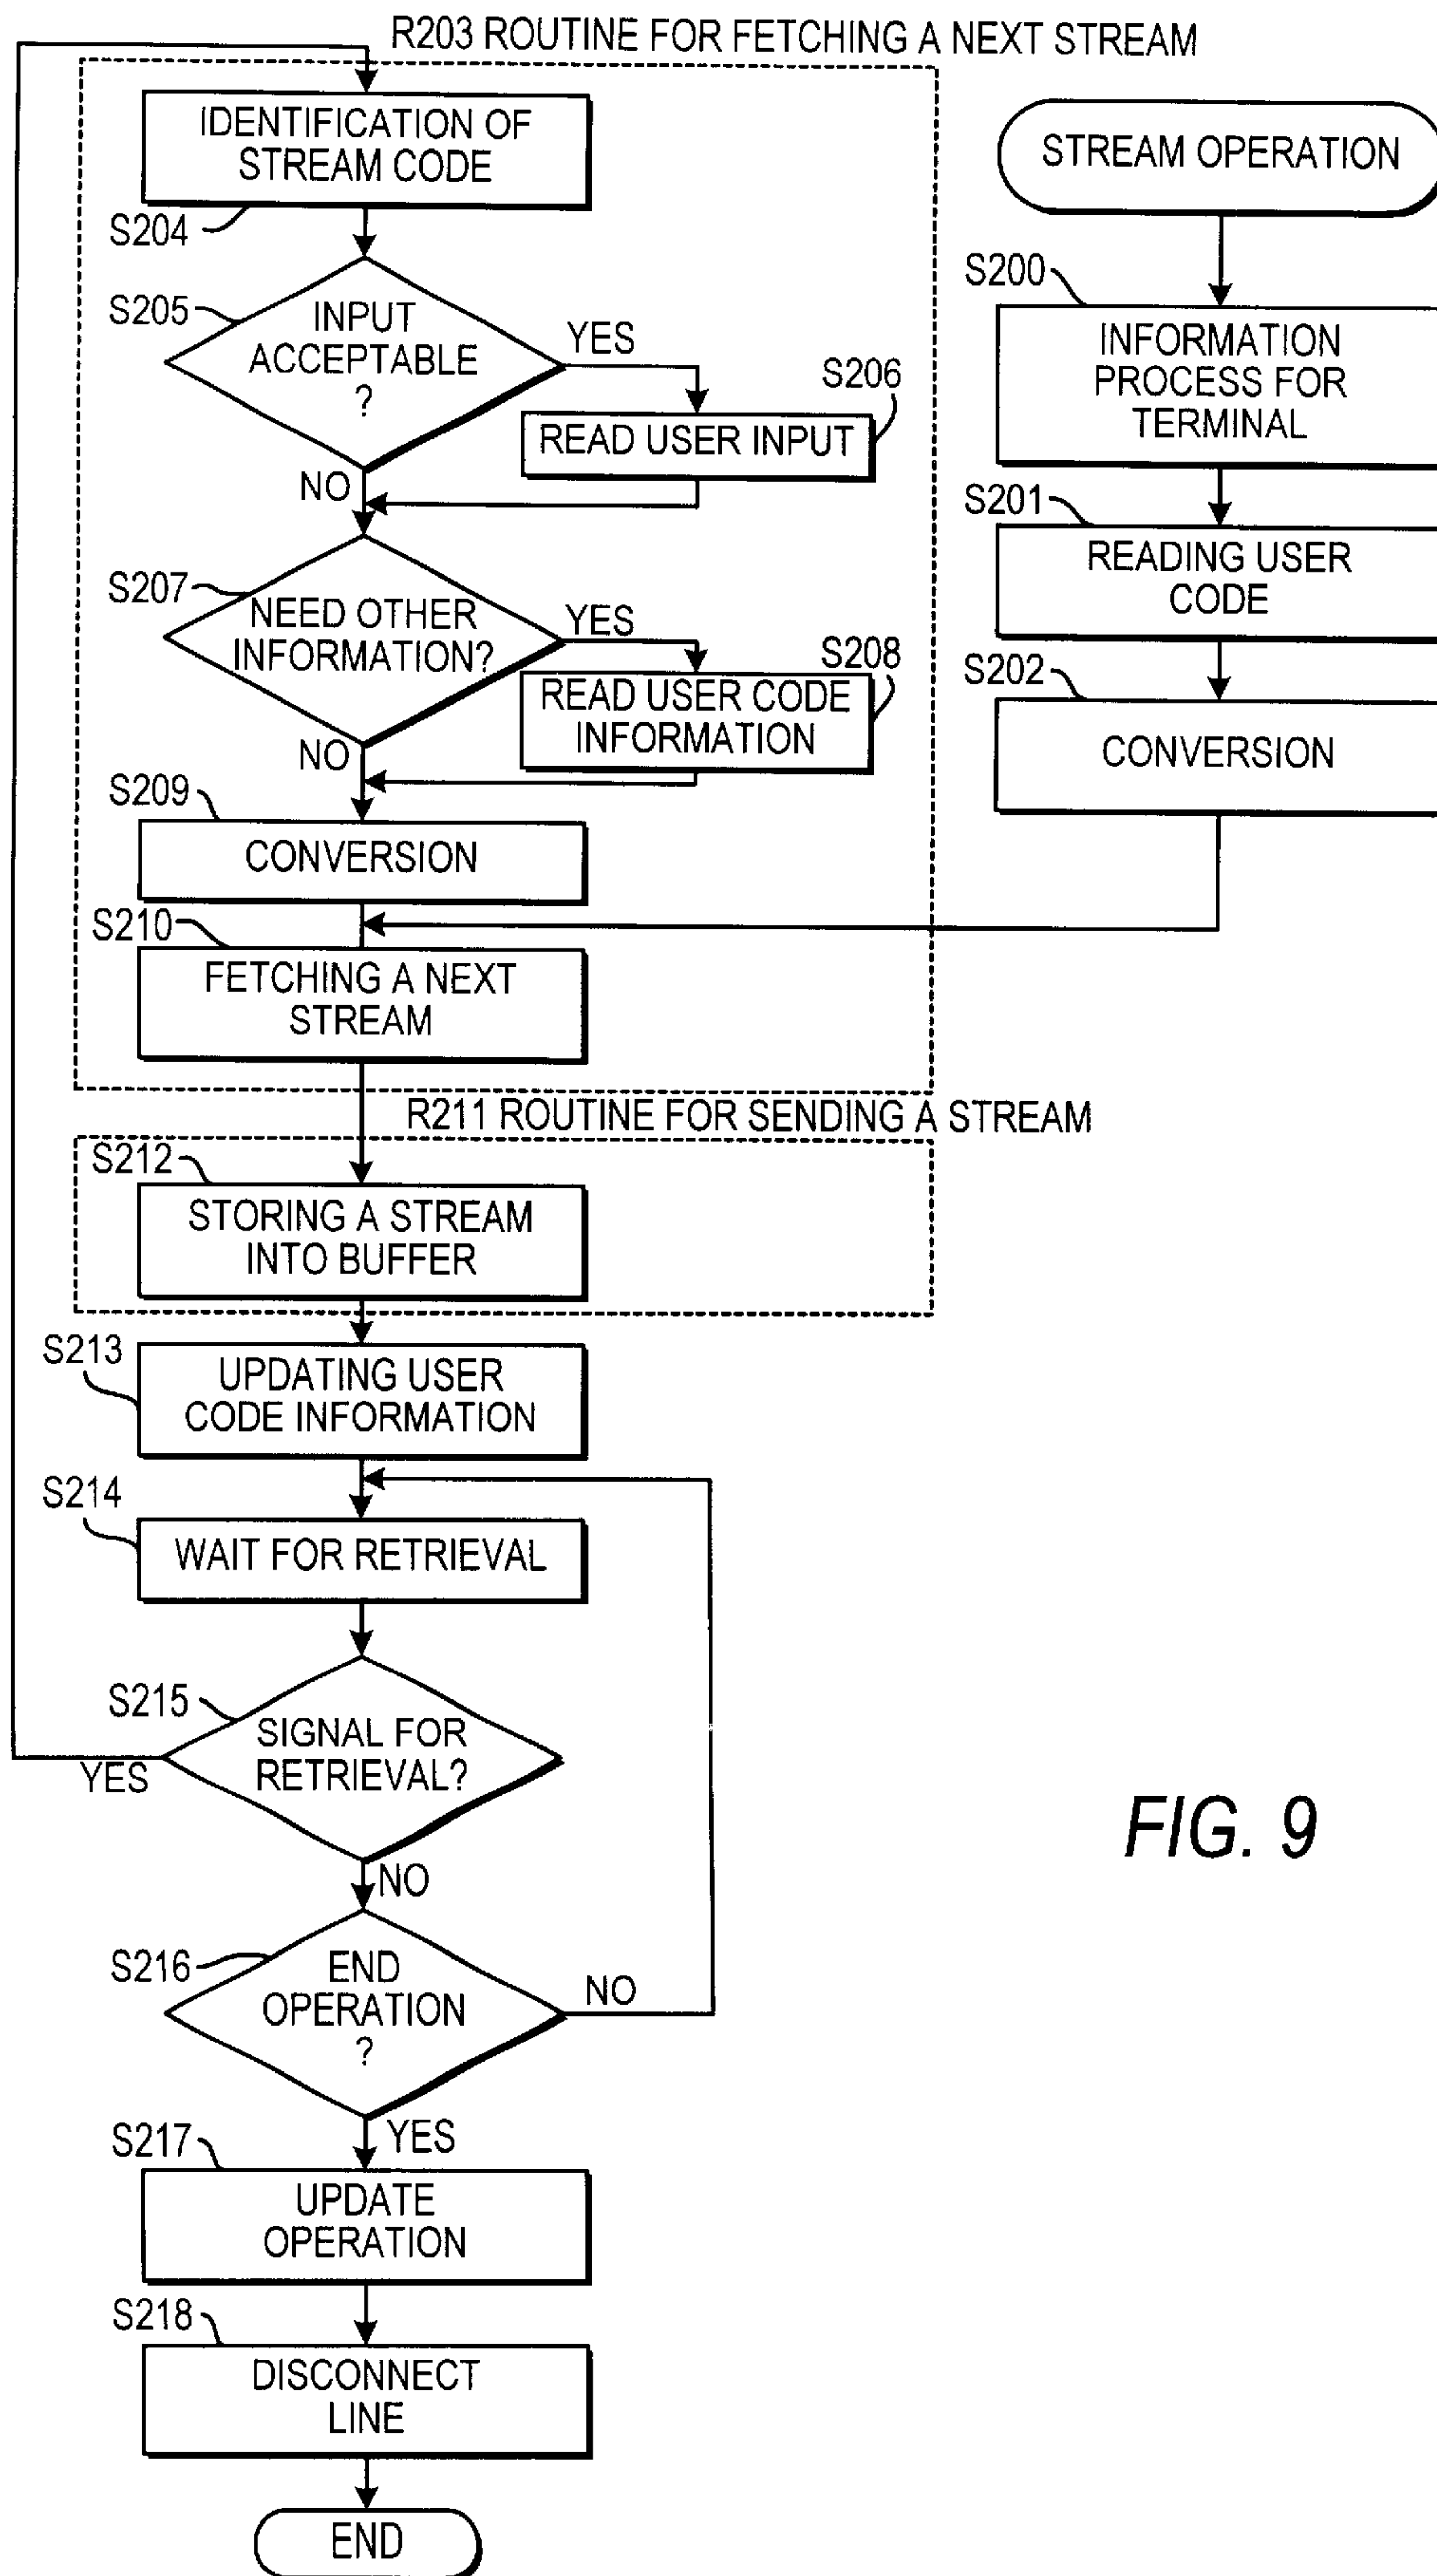 R203 ROUTINE FOR FETCHING A NEXT STREAM
IDENTIFICATION OF
STREAM CODE
S204
S205
INPUT
ACCEPTABLE
?
YES
S206
READ USER INPUT
NO
S207
NEED OTHER
INFORMATION?
YES
S208
READ USER CODE
INFORMATION
NO
S209
CONVERSION
S210
FETCHING A NEXT
STREAM
STREAM OPERATION
S200
INFORMATION
PROCESS FOR
TERMINAL
S201
READING USER
CODE
S202
CONVERSION
R211 ROUTINE FOR SENDING A STREAM
S212
STORING A STREAM
INTO BUFFER
S213
UPDATING USER
CODE INFORMATION
S214
WAIT FOR RETRIEVAL
S215
SIGNAL FOR
RETRIEVAL?
YES
NO
S216
END
OPERATION
?
NO
YES
S217
UPDATE
OPERATION
S218
DISCONNECT
LINE
END
FIG. 9